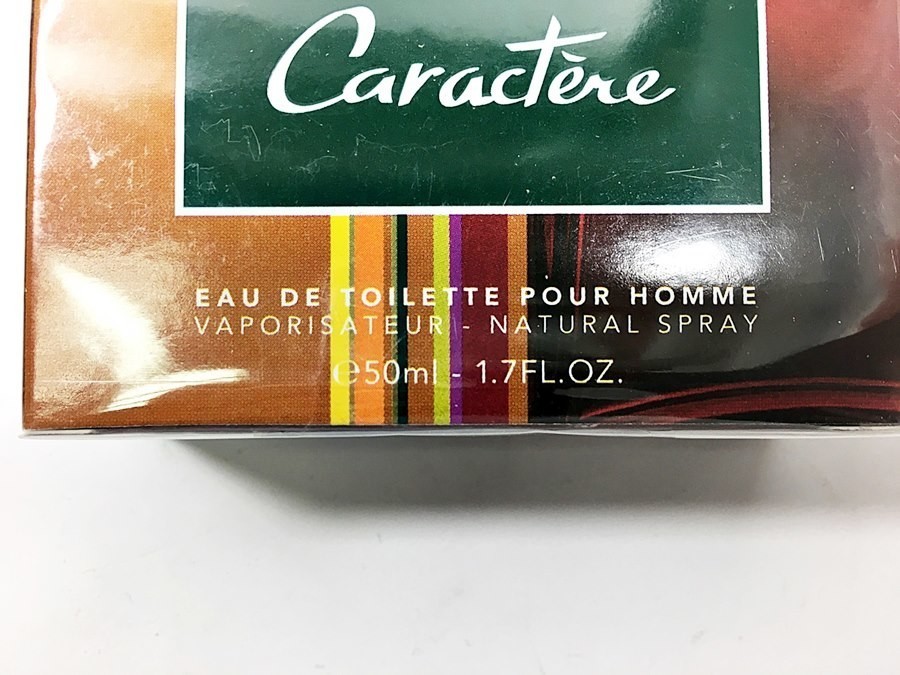 Caractère
EAU DE TOILETTE POUR HOMME
VAPORISATEUR - NATURAL SPRAY
℮50ml - 1.7FL.OZ.